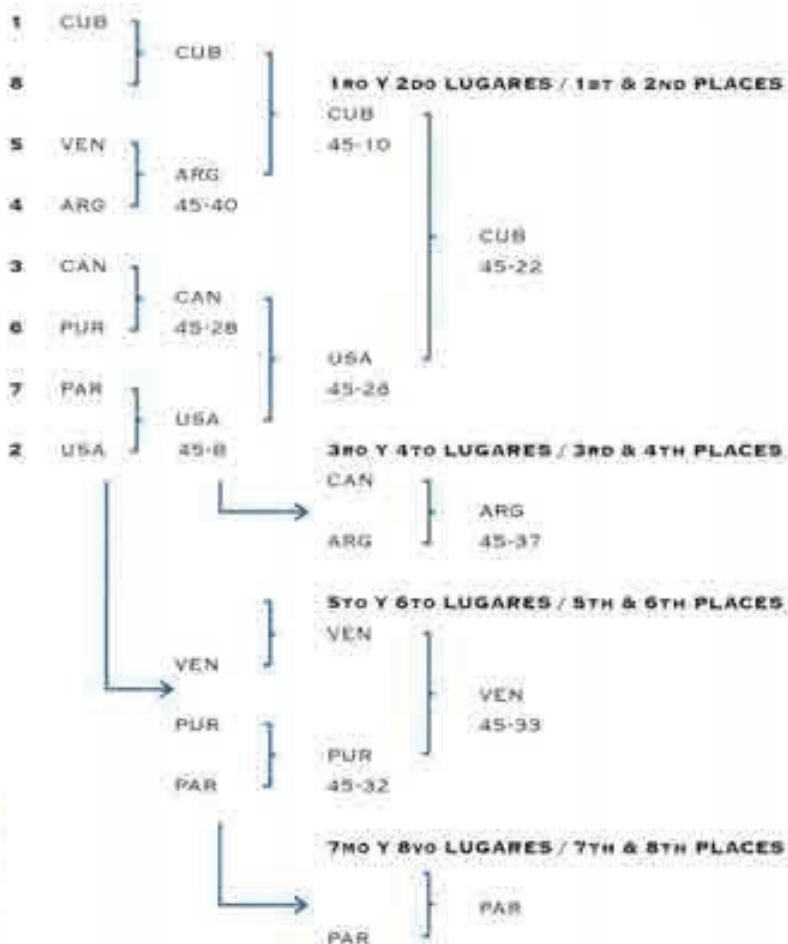 1 CUB
CUB
8
1RO Y 2DO LUGARES / 1ST & 2ND PLACES
CUB
45-10
5 VEN
ARG
45-40
4 ARG
CUB
45-22
3 CAN
CAN
45-28
6 PUR
USA
45-28
7 PAR
USA
45-8
2 USA
3RO Y 4TO LUGARES / 3RD & 4TH PLACES
CAN
ARG
45-37
ARG
5TO Y 6TO LUGARES / 5TH & 6TH PLACES
VEN
VEN
VEN
45-33
PUR
PUR
45-32
PAR
7MO Y 8VO LUGARES / 7TH & 8TH PLACES
PAR
PAR